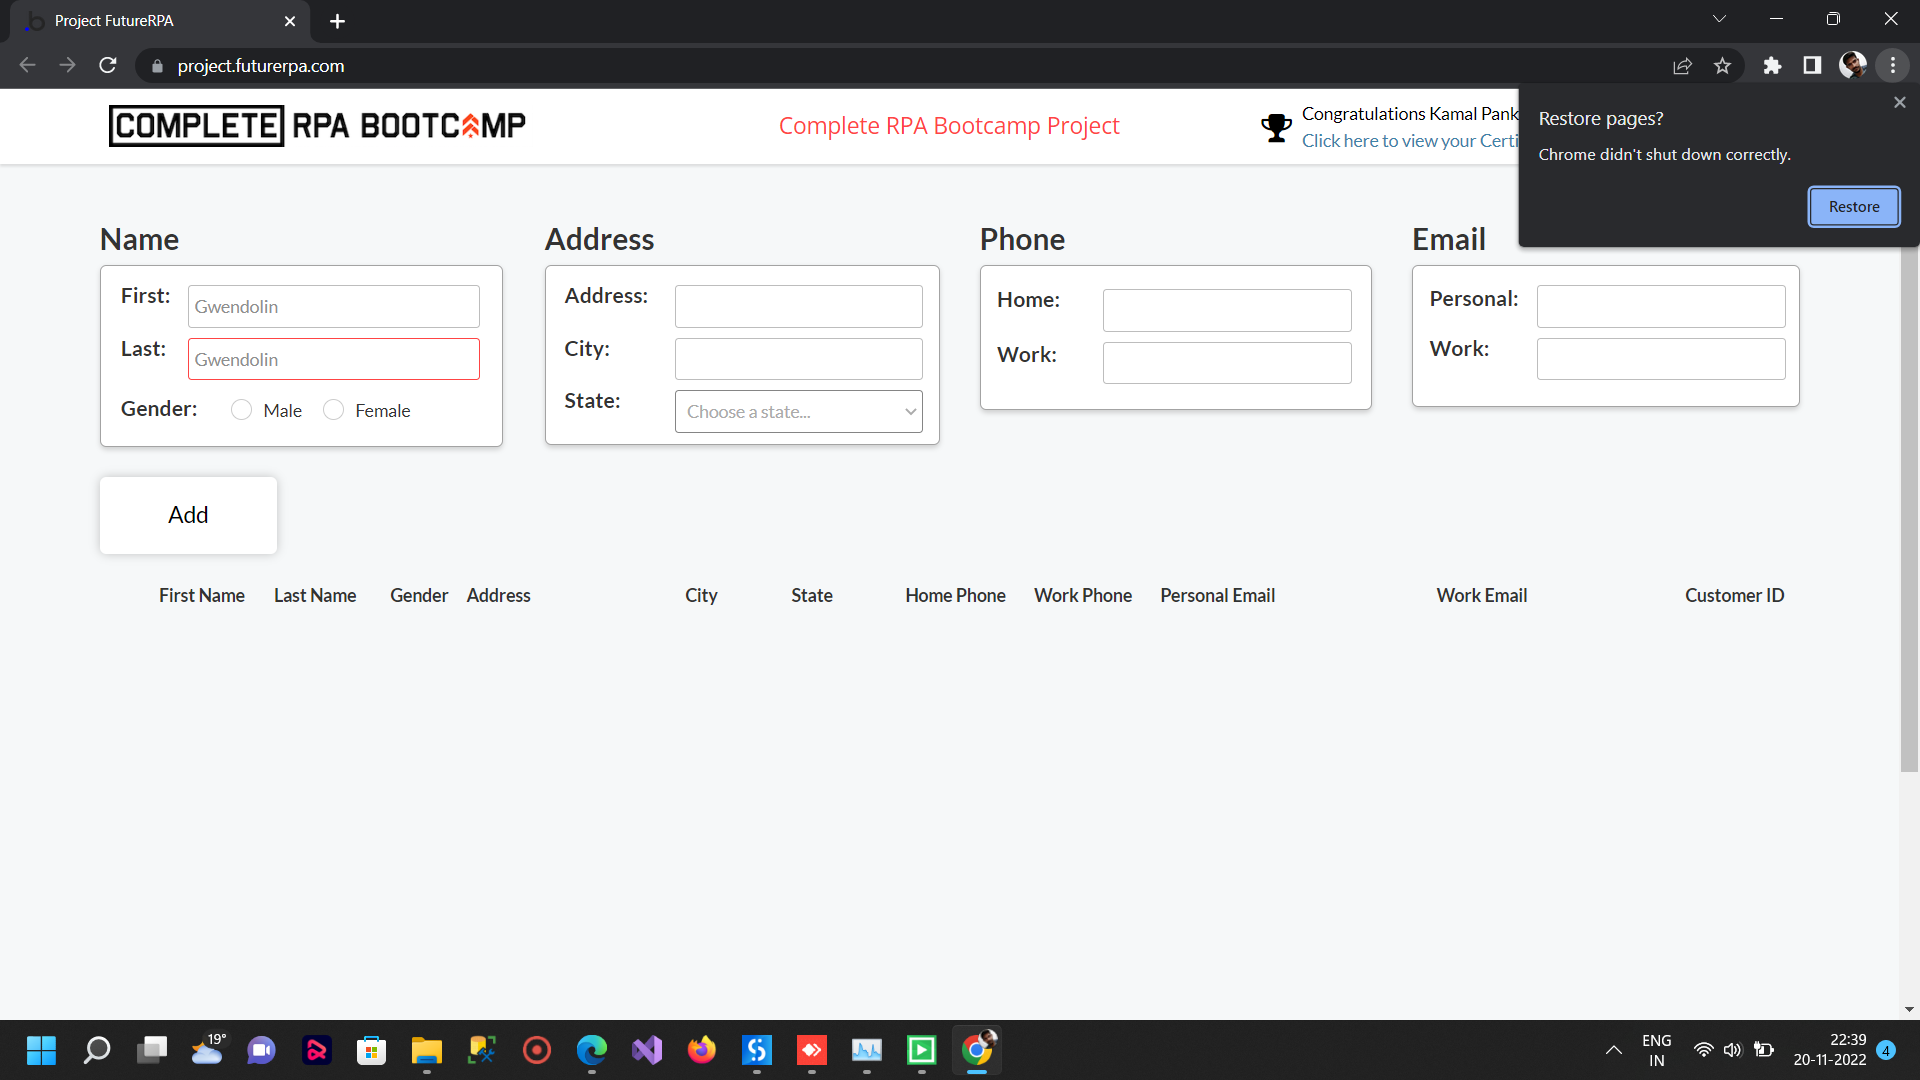 Project FutureRPA
project.futurerpa.com
COMPLETE RPA BOOTCAMP
Complete RPA Bootcamp Project
Congratulations Kamal Pank
Click here to view your Certi
Restore pages?
Chrome didn't shut down correctly.
Restore
Name
Address
Phone
Email
First:
Gwendolin
Last:
Gwendolin
Gender:
Male
Female
Address:
City:
State:
Choose a state...
Home:
Work:
Personal:
Work:
Add
First Name
Last Name
Gender
Address
City
State
Home Phone
Work Phone
Personal Email
Work Email
Customer ID
19°
ENG
IN
22:39
20-11-2022
4